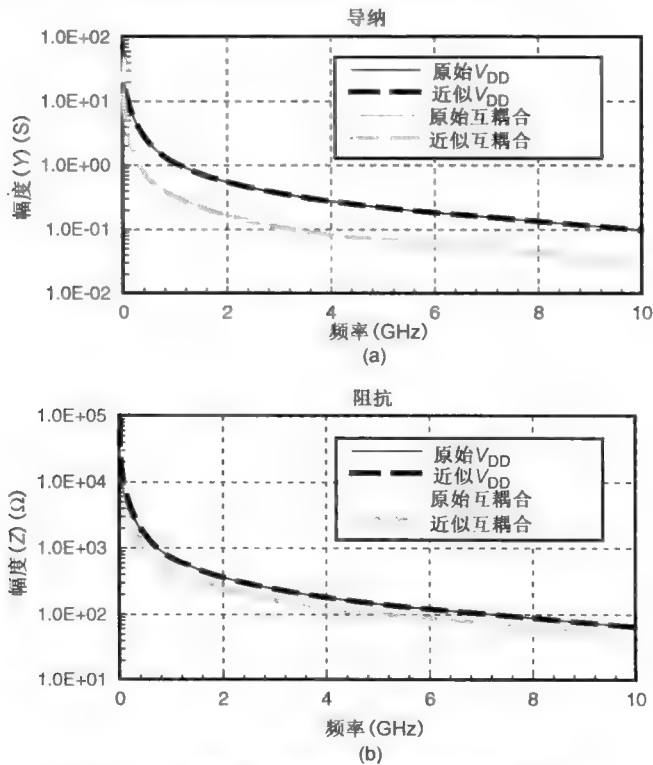 导纳
1.0E+02
1.0E+01
1.0E+00
1.0E-01
1.0E-02
幅度(Y)(S)
原始VDD
近似VDD
原始互耦合
近似互耦合
0 2 4 6 8 10
频率(GHz)
(a)
阻抗
1.0E+05
1.0E+04
1.0E+03
1.0E+02
1.0E+01
幅度(Z)(Ω)
原始VDD
近似VDD
原始互耦合
近似互耦合
0 2 4 6 8 10
频率(GHz)
(b)